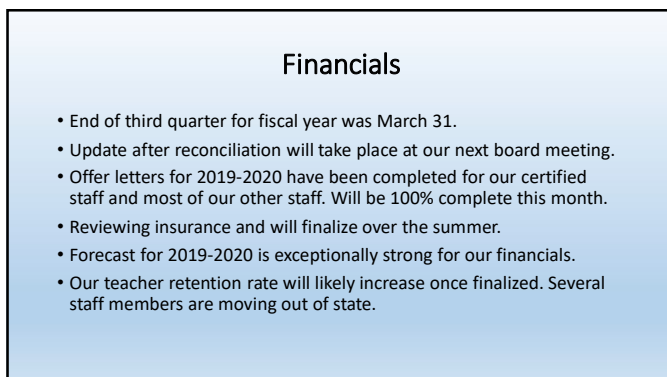 Financials
• End of third quarter for fiscal year was March 31.
• Update after reconciliation will take place at our next board meeting.
• Offer letters for 2019-2020 have been completed for our certified
staff and most of our other staff. Will be 100% complete this month.
• Reviewing insurance and will finalize over the summer.
• Forecast for 2019-2020 is exceptionally strong for our financials.
• Our teacher retention rate will likely increase once finalized. Several
staff members are moving out of state.